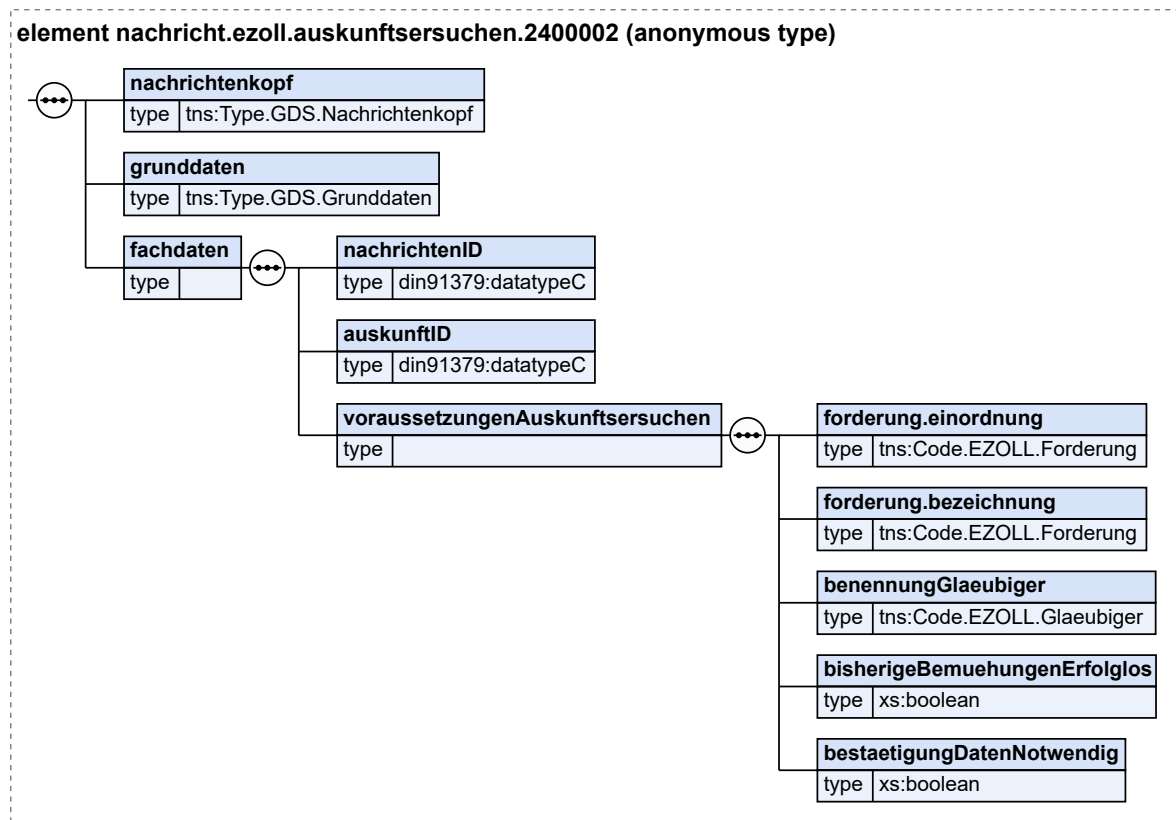 element nachricht.ezoll.auskunftsersuchen.2400002 (anonymous type)
nachrichtenkopf
type tns:Type.GDS.Nachrichtenkopf
grunddaten
type tns:Type.GDS.Grunddaten
fachdaten
type
nachrichtenID
type din91379:datatypeC
auskunftID
type din91379:datatypeC
voraussetzungenAuskunftsersuchen
type
forderung.einordnung
type tns:Code.EZOLL.Forderung
forderung.bezeichnung
type tns:Code.EZOLL.Forderung
benennungGlaeubiger
type tns:Code.EZOLL.Glaeubiger
bisherigeBemuehungenErfolglos
type xs:boolean
bestaetigungDatenNotwendig
type xs:boolean